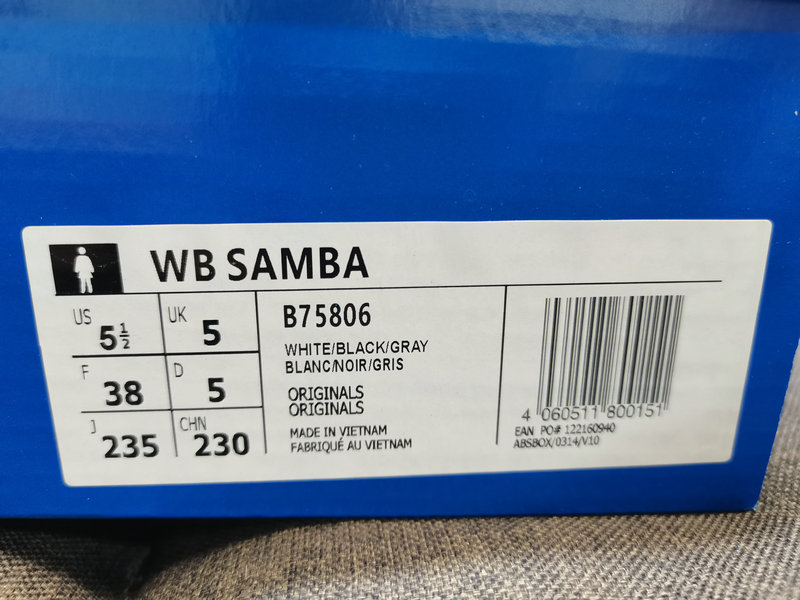 WB SAMBA
US 5½
UK 5
F 38
D 5
J 235
CHN 230
B75806
WHITE/BLACK/GRAY
BLANC/NOIR/GRIS
ORIGINALS
ORIGINALS
MADE IN VIETNAM
FABRIQUÉ AU VIETNAM
4 060511 800151
EAN PO# 122160940
ABSBOX/0314/V10